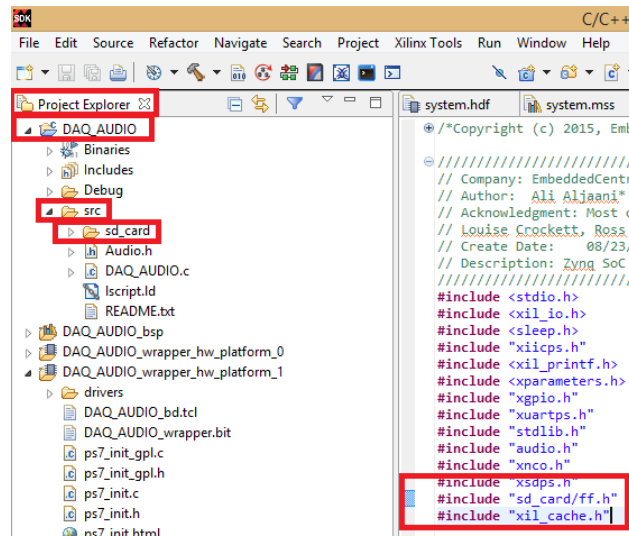 SDK
C/C++
File Edit Source Refactor Navigate Search Project Xilinx Tools Run Window Help
Project Explorer
DAQ_AUDIO
Binaries
Includes
Debug
src
sd_card
Audio.h
DAQ_AUDIO.c
lscript.ld
README.txt
DAQ_AUDIO_bsp
DAQ_AUDIO_wrapper_hw_platform_0
DAQ_AUDIO_wrapper_hw_platform_1
drivers
DAQ_AUDIO_bd.tcl
DAQ_AUDIO_wrapper.bit
ps7_init_gpl.c
ps7_init_gpl.h
ps7_init.c
ps7_init.h
ps7_init.html
system.hdf system.mss
/*Copyright (c) 2015, Emb
/////////////////////////
// Company: EmbeddedCentr
// Author: Ali Aljaani*
// Acknowledgment: Most o
// Louise Crockett, Ross
// Create Date: 08/23/
// Description: Zynq SoC
/////////////////////////
#include <stdio.h>
#include <xil_io.h>
#include <sleep.h>
#include "xiicps.h"
#include <xil_printf.h>
#include <xparameters.h>
#include "xgpio.h"
#include "xuartps.h"
#include "stdlib.h"
#include "audio.h"
#include "xnco.h"
#include "xsdps.h"
#include "sd_card/ff.h"
#include "xil_cache.h"